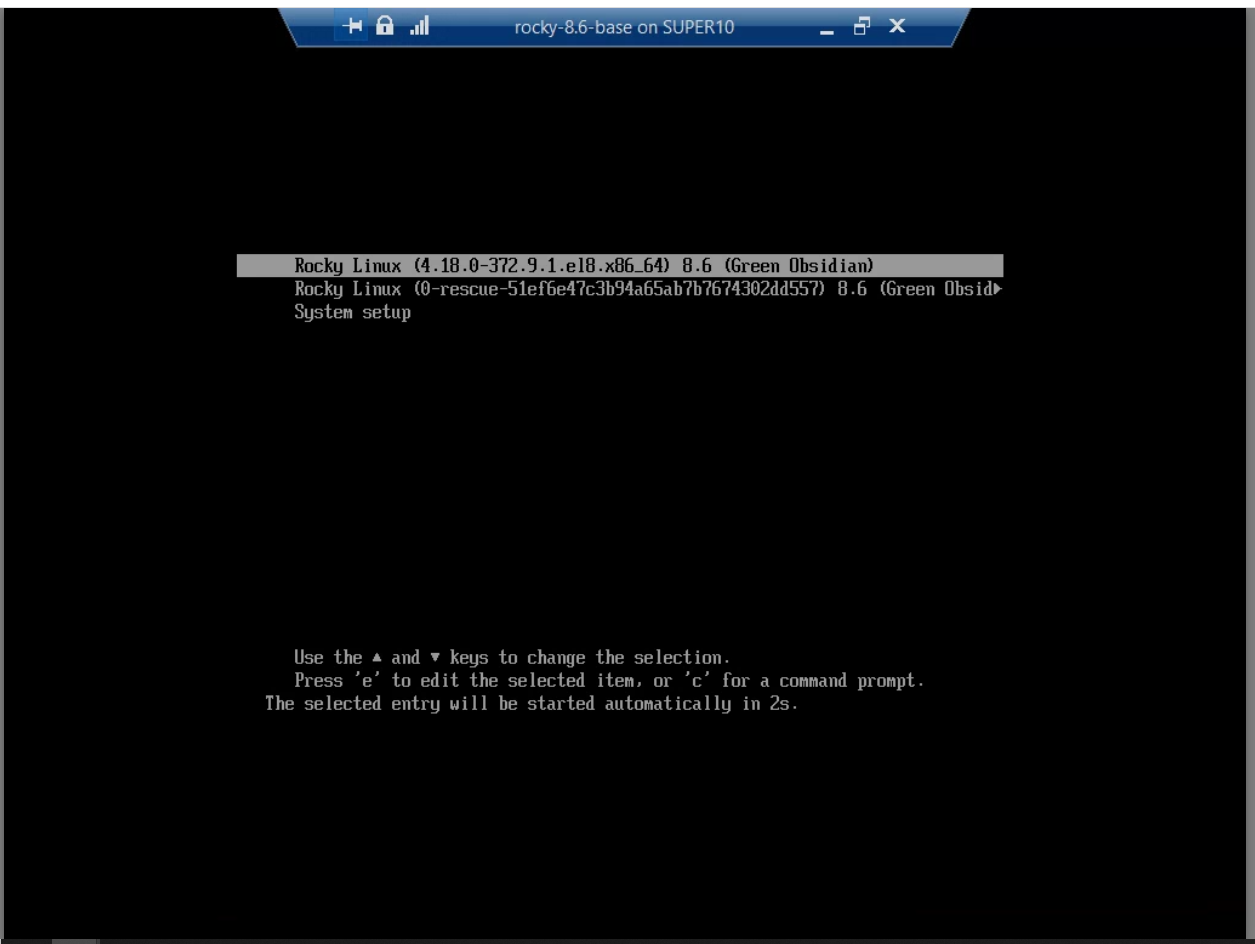 rocky-8.6-base on SUPER10
Rocky Linux (4.18.0-372.9.1.el8.x86_64) 8.6 (Green Obsidian)
Rocky Linux (0-rescue-51ef6e47c3b94a65ab7b7674302dd557) 8.6 (Green Obsid▶
System setup
Use the ▲ and ▼ keys to change the selection.
Press 'e' to edit the selected item, or 'c' for a command prompt.
The selected entry will be started automatically in 2s.